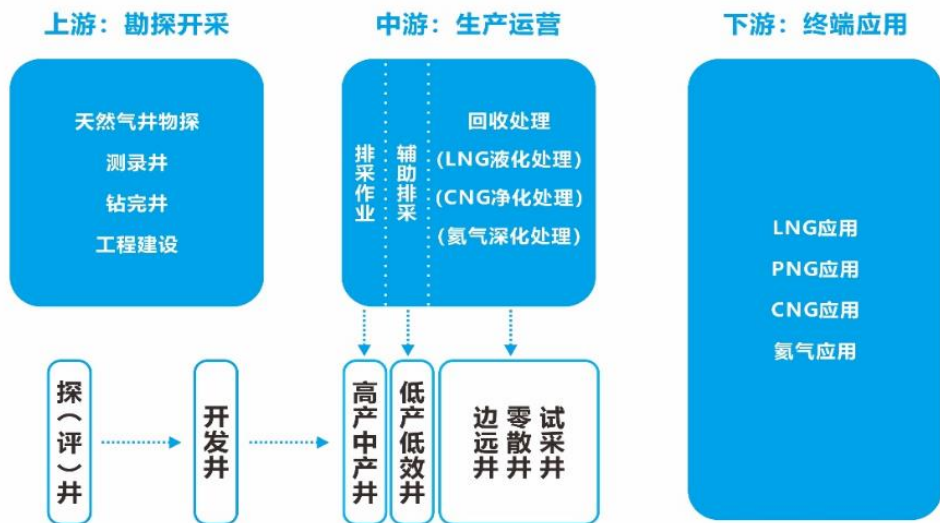 上游：勘探开采
天然气井物探
测录井
钻完井
工程建设
中游：生产运营
排采作业
辅助排采
回收处理
(LNG液化处理)
(CNG净化处理)
(氦气深化处理)
下游：终端应用
LNG应用
PNG应用
CNG应用
氦气应用
探（评）井
开发井
高产中产井
低产低效井
边远井
零散井
试采井